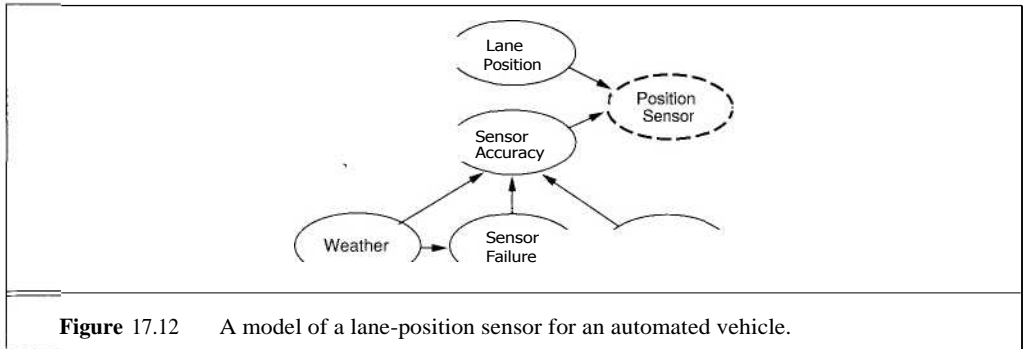 Lane
Position
Position
Sensor
Sensor
Accuracy
Weather
Sensor
Failure
Figure 17.12 A model of a lane-position sensor for an automated vehicle.